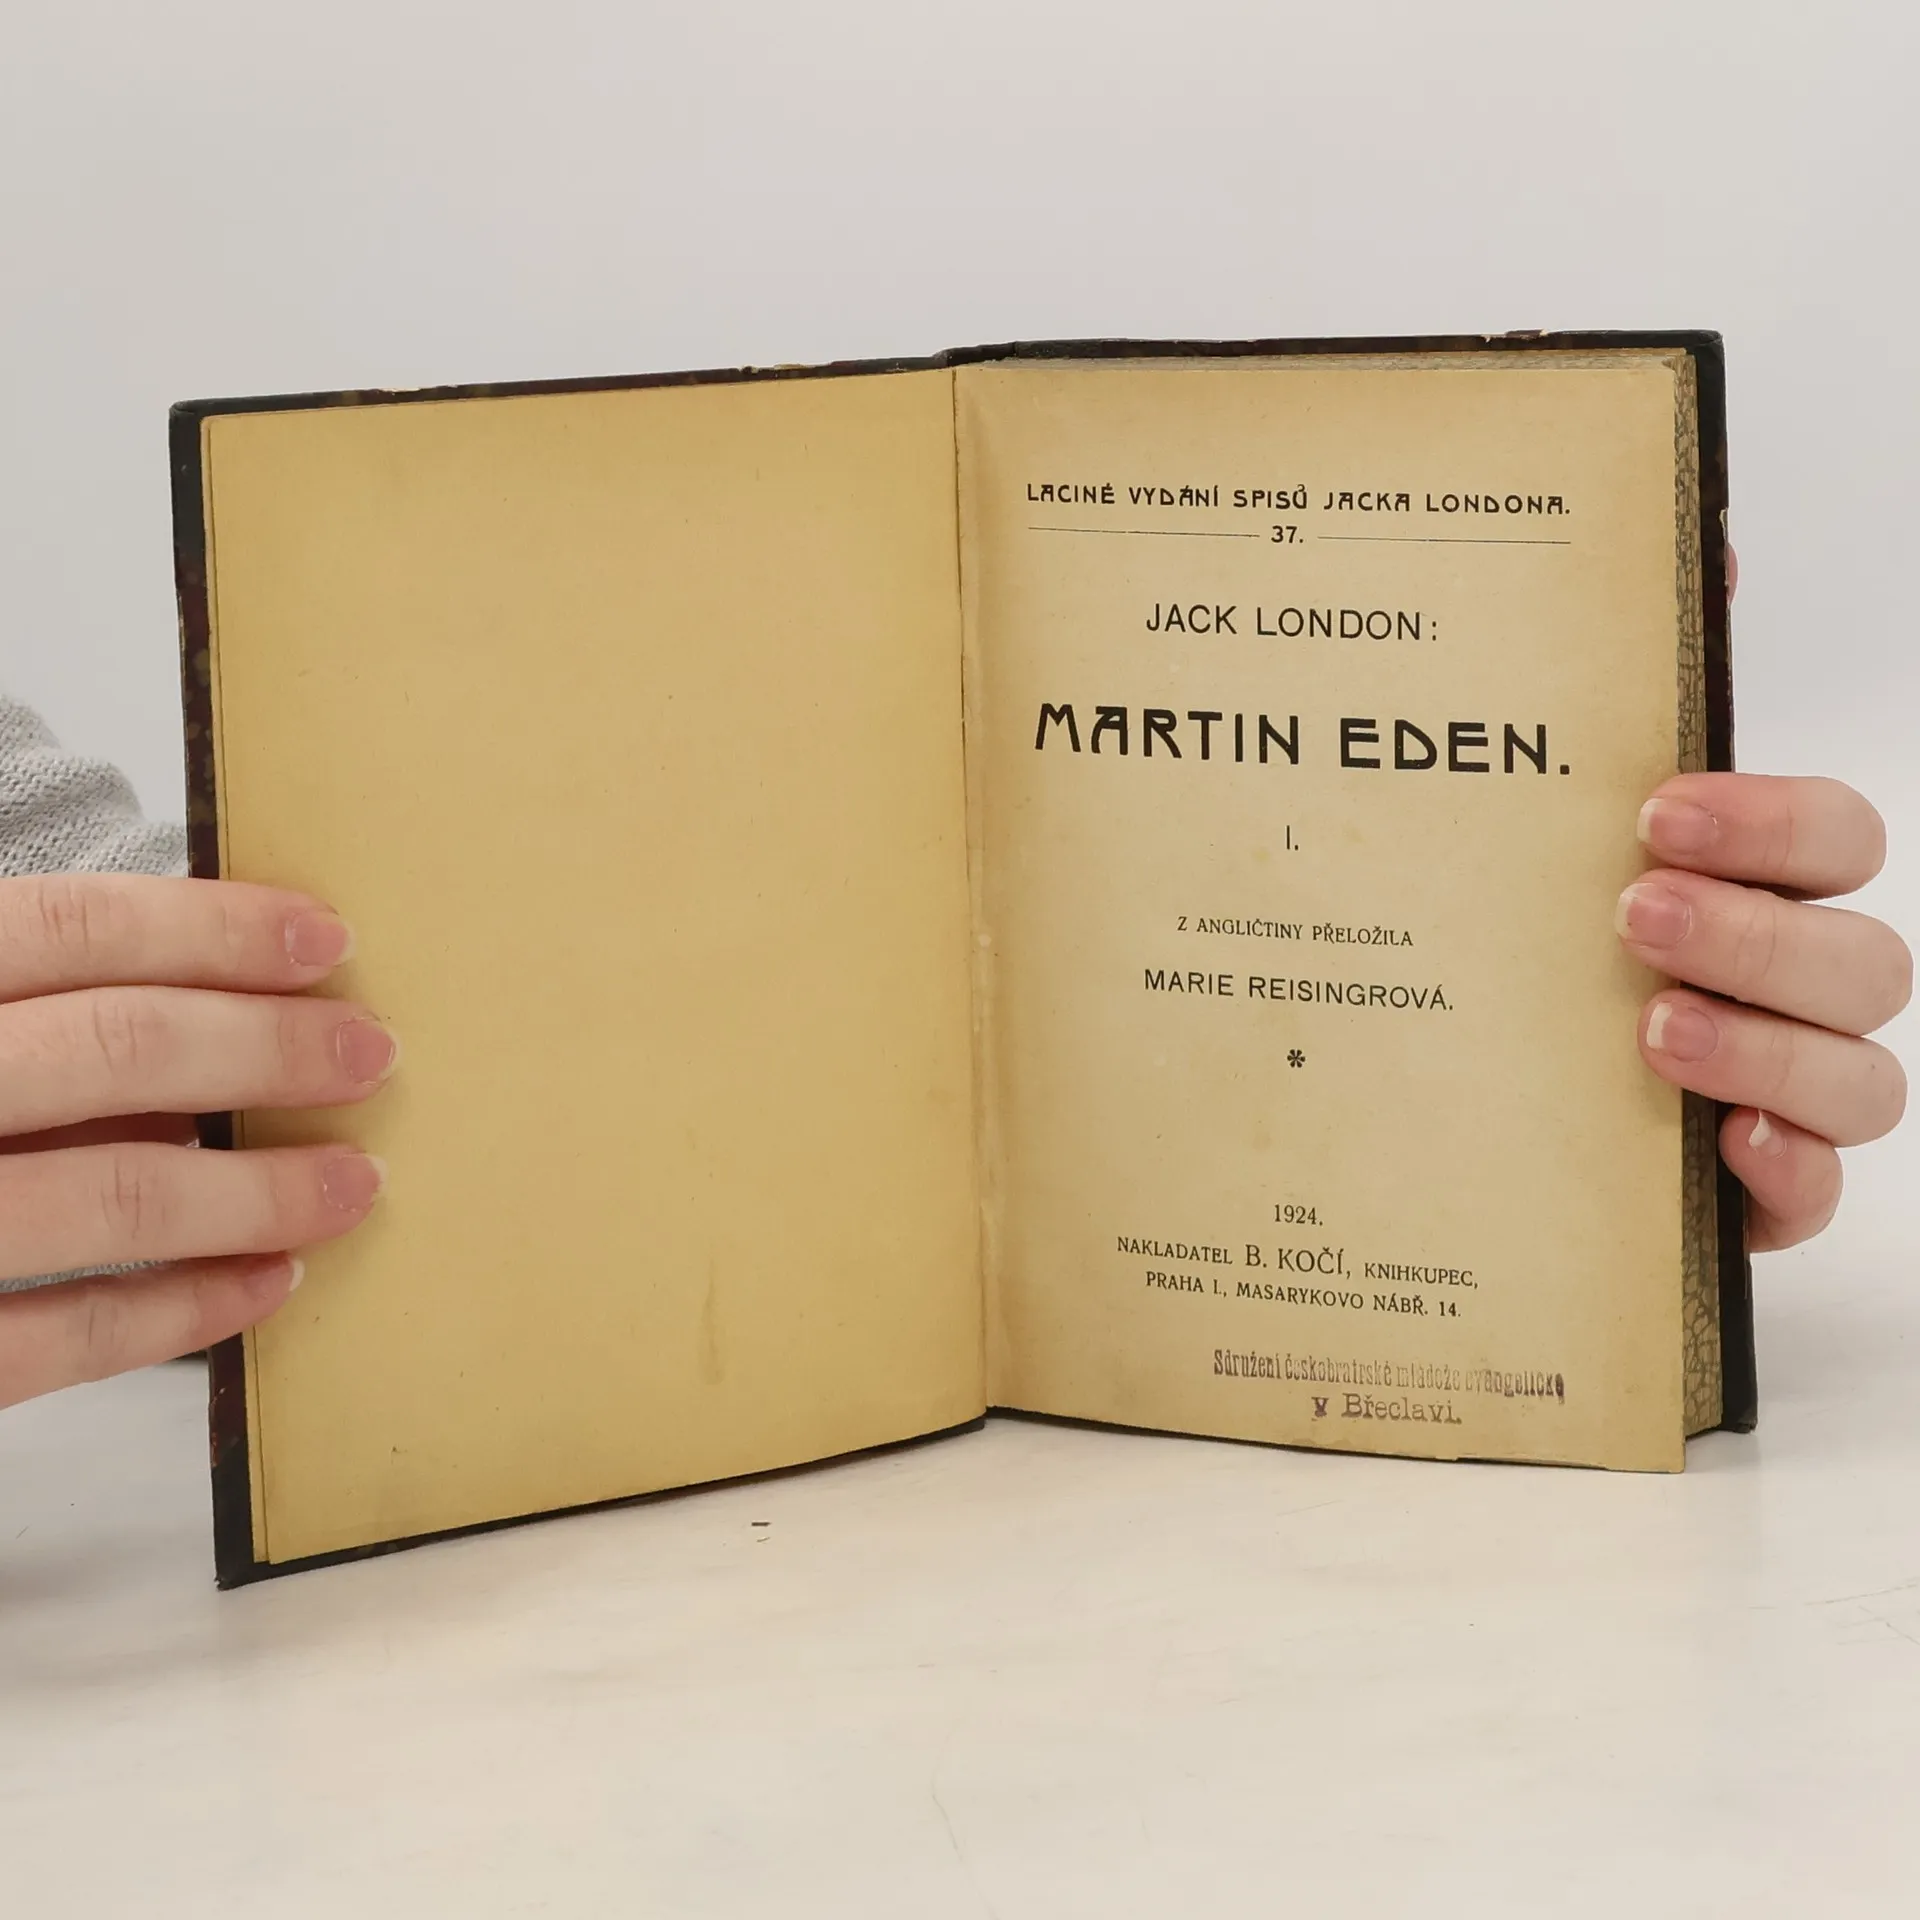 LACINÉ VYDÁNÍ SPISŮ JACKA LONDONA.
37.
JACK LONDON:
MARTIN EDEN.
I.
Z ANGLIČTINY PŘELOŽILA
MARIE REISINGROVÁ.
*
1924.
NAKLADATEL B. KOČÍ, KNIHKUPEC,
PRAHA I., MASARYKOVO NÁBŘ. 14.
Sdružení českobratrské mládeže evangelické
v Břeclavi.